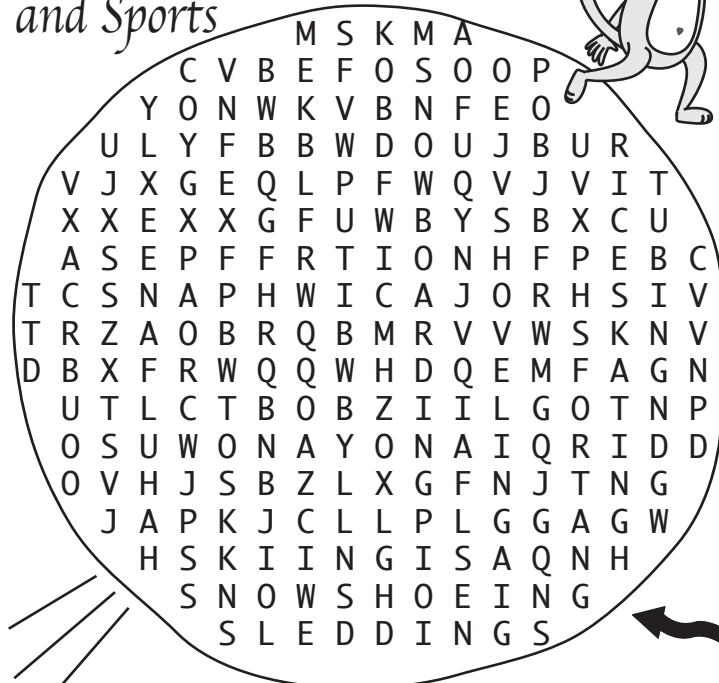 and Sports
M S K M A
C V B E F O S O O P
Y O N W K V B N F E O
U L Y F B B W D O U J B U R
V J X G E Q L P F W Q V J V I T
X X E X X G F U W B Y S B X C U
A S E P F F R T I O N H F P E B C
T C S N A P H W I C A J O R H S I V
T R Z A O B R Q B M R V V W S K N V
D B X F R W Q Q W H D Q E M F A G N
U T L C T B O B Z I I L G O T N P
O S U W O N A Y O N A I Q R I D D
O V H J S B Z L X G F N J T N G
J A P K J C L L P L G G A G W
H S K I I N G I S A Q N H
S N O W S H O E I N G
S L E D D I N G S